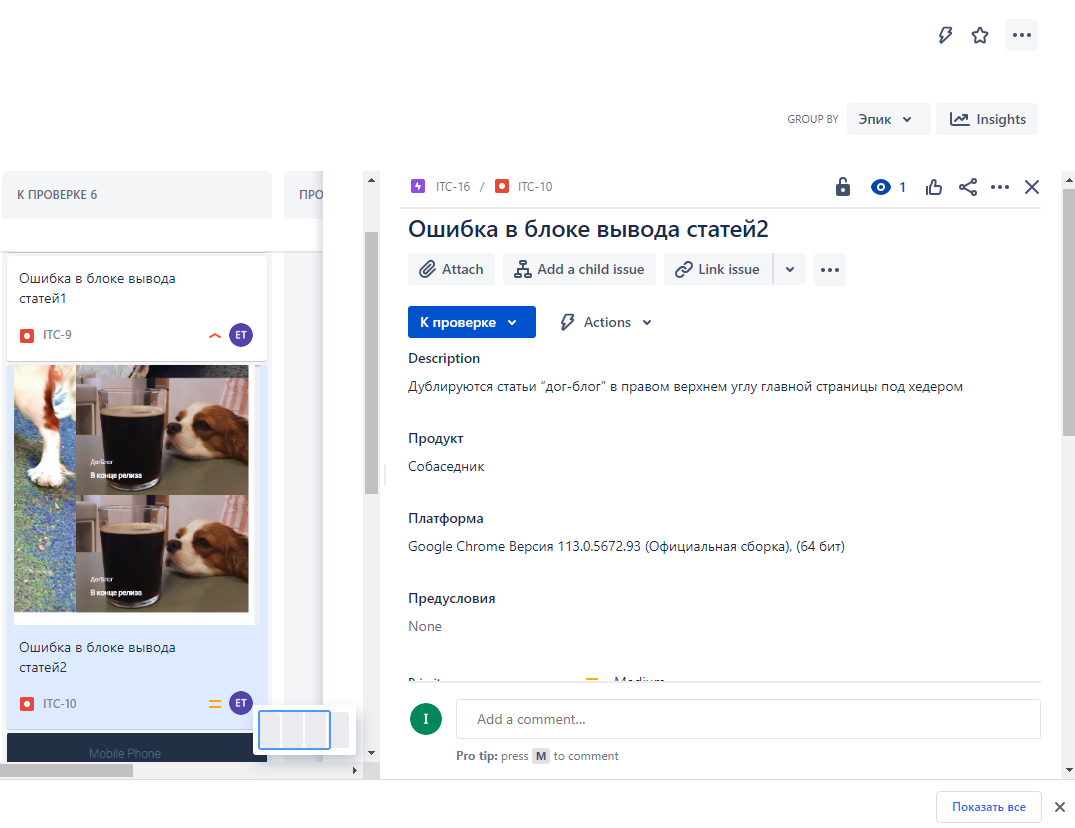 GROUP BY
Эпик
Insights
К ПРОВЕРКЕ 6
ПРО
Ошибка в блоке вывода
статей1
ITC-9
ET
ДогБлог
В конце релиза
ДогБлог
В конце релиза
Ошибка в блоке вывода
статей2
ITC-10
ET
Mobile Phone
ITC-16 / ITC-10
1
Ошибка в блоке вывода статей2
Attach
Add a child issue
Link issue
К проверке
Actions
Description
Дублируются статьи “дог-блог” в правом верхнем углу главной страницы под хедером
Продукт
Собаседник
Платформа
Google Chrome Версия 113.0.5672.93 (Официальная сборка), (64 бит)
Предусловия
None
Priority
Medium
I
Add a comment...
Pro tip: press M to comment
Показать все